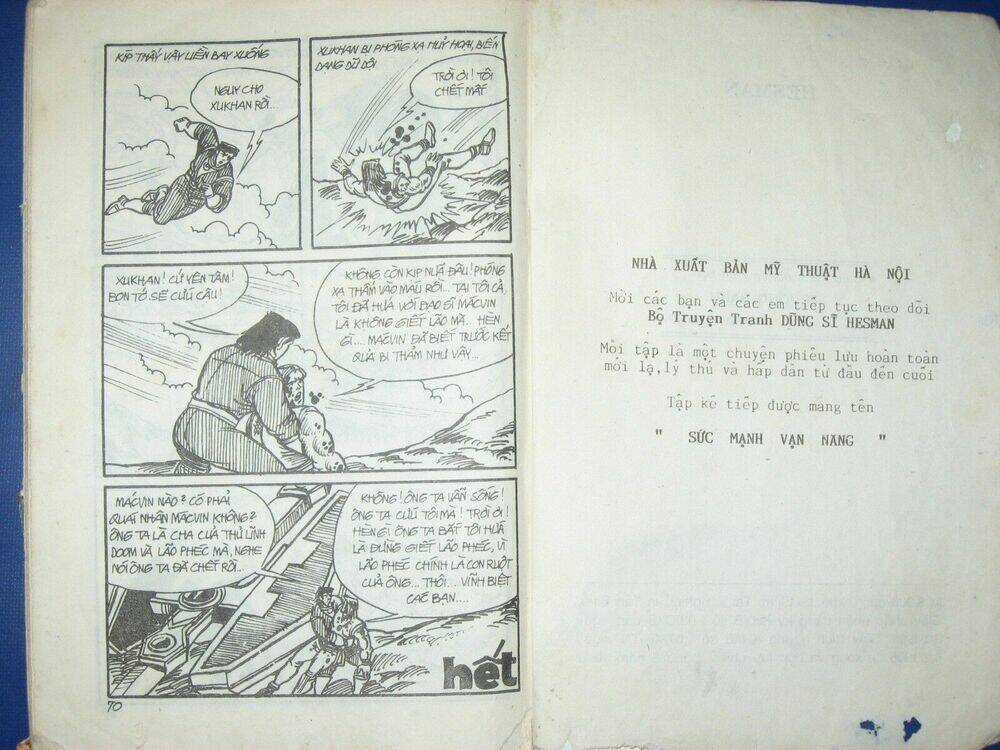 KÍP THẤY VẬY LIỀN BAY XUỐNG
NGUY CHO
XUKHAN RỒI...
XUKHAN BỊ PHÓNG XẠ HUỶ HOẠI, BIẾN
DẠNG DỮ DỘI
TRỜI ƠI! TÔI
CHẾT MẤT
XUKHAN! CỨ YÊN TÂM!
BỌN TỚ SẼ CỨU CẬU!
KHÔNG CÒN KỊP NỮA ĐÂU! PHÓNG
XẠ THẤM VÀO MÁU RỒI... TẠI TÔI CẢ,
TÔI ĐÃ HỨA VỚI ĐẠO SĨ MĂCVIN
LÀ KHÔNG GIẾT LÃO MÀ.. HÈN
GÌ.... MACVIN ĐÃ BIẾT TRƯỚC KẾT
QUẢ BI THẢM NHƯ VẬY...
MĂCVIN NÀO? CÓ PHẢI
QUÁI NHÂN MĂCVIN KHÔNG?
ÔNG TA LÀ CHA CỦA THỦ LĨNH
DOOM VÀ LÃO PHÉC MÀ, NGHE
NÓI ÔNG TA ĐÃ CHẾT RỒI..
KHÔNG! ÔNG TA VẪN SỐNG!
ÔNG TA CỨU TÔI MÀ! TRỜI ƠI!
HÈN GÌ ÔNG TA BẮT TÔI HỨA
LÀ ĐỪNG GIẾT LÃO PHÉC, VÌ
LÃO PHÉC CHÍNH LÀ CON RUỘT
CỦA ÔNG... THÔI... VĨNH BIỆT
CÁC BẠN....
hết
70
NHÀ XUẤT BẢN MỸ THUẬT HÀ NỘI
Mời các bạn và các em tiếp tục theo dõi
Bộ Truyện Tranh DŨNG SĨ HESMAN
Mỗi tập là một chuyện phiêu lưu hoàn toàn
mới lạ,lý thú và hấp dẫn từ đầu đến cuối
Tập kế tiếp được mang tên
" SỨC MẠNH VẠN NĂNG "